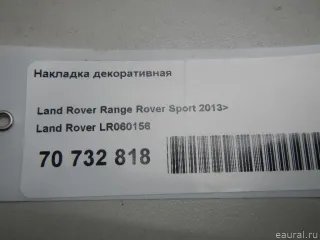 Накладка декоративная
Land Rover Range Rover Sport 2013>
Land Rover LR060156
70 732 818
eaural.ru